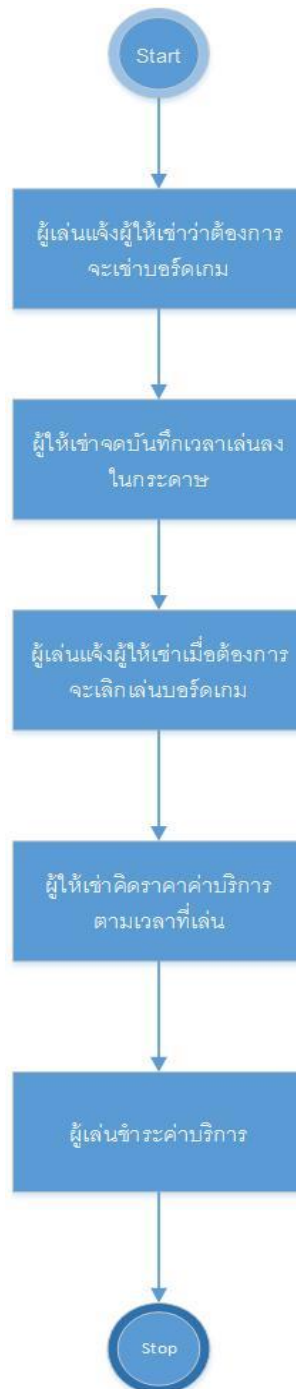 Start
ผู้เล่นแจ้งผู้ให้เช่าว่าต้องการ
จะเช่าบอร์ดเกม
ผู้ให้เช่าจดบันทึกเวลาเล่นลง
ในกระดาษ
ผู้เล่นแจ้งผู้ให้เช่าเมื่อต้องการ
จะเลิกเล่นบอร์ดเกม
ผู้ให้เช่าคิดราคาค่าบริการ
ตามเวลาที่เล่น
ผู้เล่นชำระค่าบริการ
Stop